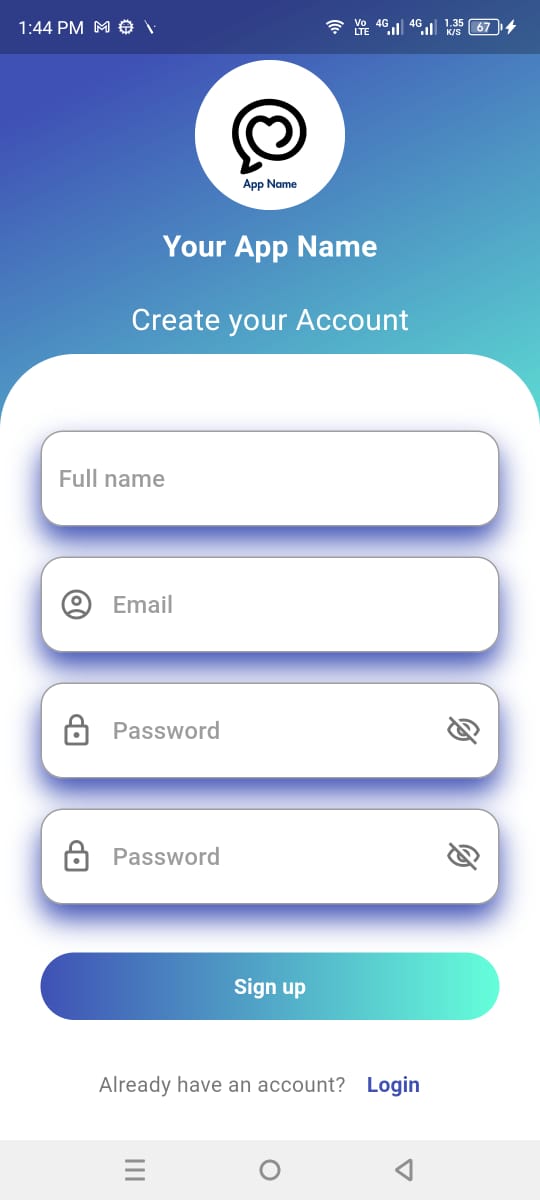 1:44 PM
Vo LTE 4G 4G 1.35 K/S 67
App Name
Your App Name
Create your Account
Full name
Email
Password
Password
Sign up
Already have an account? Login